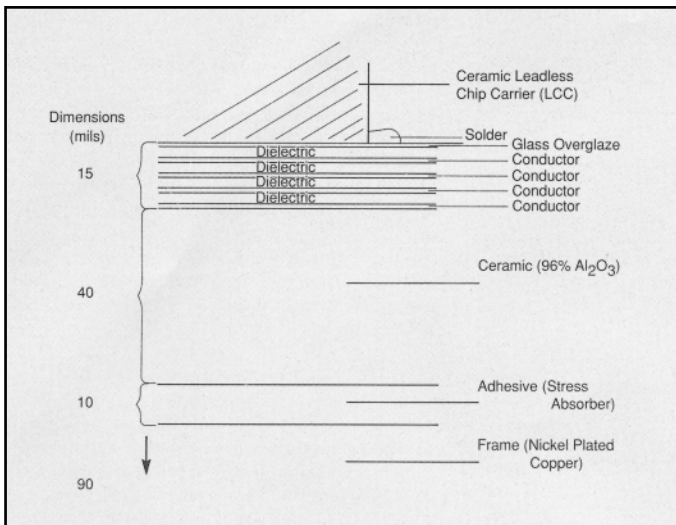 Ceramic Leadless
Chip Carrier (LCC)
Dimensions
(mils)
Solder
Glass Overglaze
Dielectric
Conductor
Dielectric
15
Conductor
Dielectric
Conductor
Dielectric
Conductor
Ceramic (96% Al₂O₃)
40
Adhesive (Stress
Absorber)
10
Frame (Nickel Plated
Copper)
90